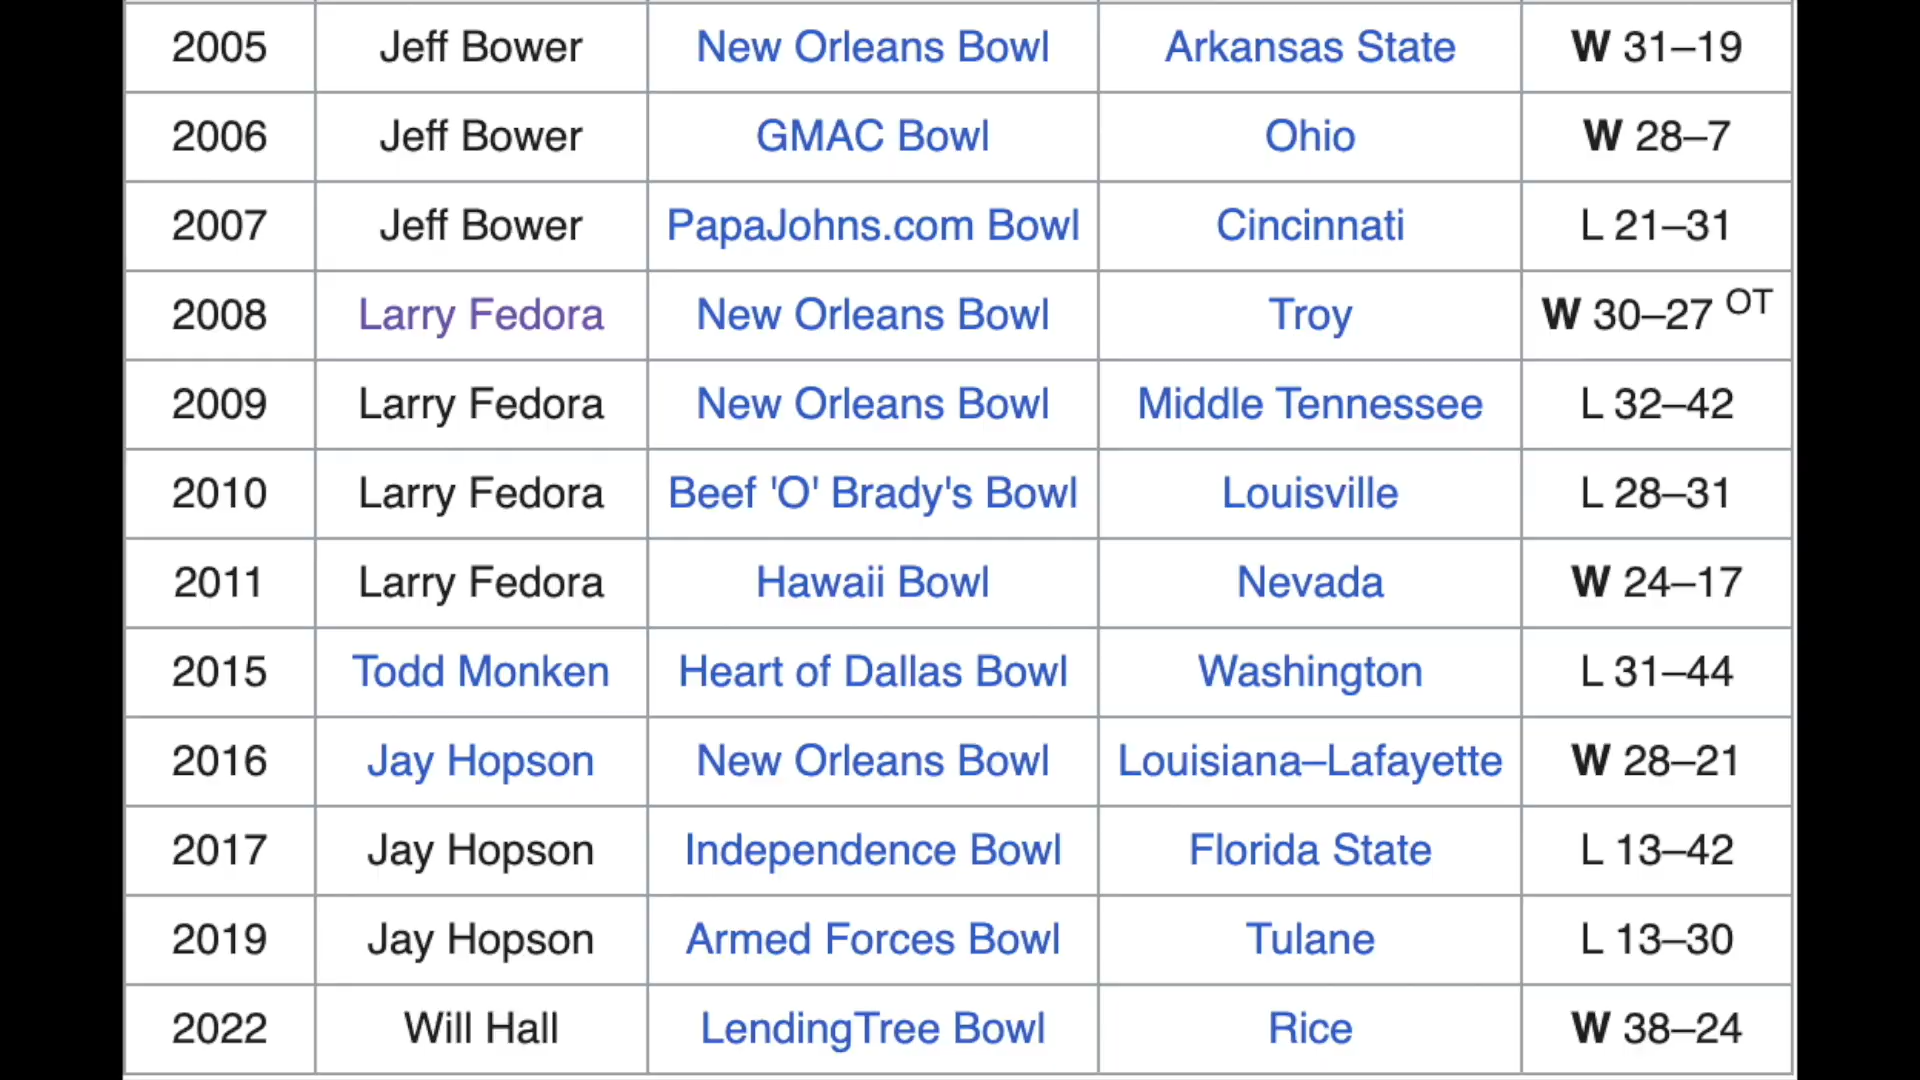 2005 Jeff Bower New Orleans Bowl Arkansas State W 31–19
2006 Jeff Bower GMAC Bowl Ohio W 28–7
2007 Jeff Bower PapaJohns.com Bowl Cincinnati L 21–31
2008 Larry Fedora New Orleans Bowl Troy W 30–27 OT
2009 Larry Fedora New Orleans Bowl Middle Tennessee L 32–42
2010 Larry Fedora Beef 'O' Brady's Bowl Louisville L 28–31
2011 Larry Fedora Hawaii Bowl Nevada W 24–17
2015 Todd Monken Heart of Dallas Bowl Washington L 31–44
2016 Jay Hopson New Orleans Bowl Louisiana–Lafayette W 28–21
2017 Jay Hopson Independence Bowl Florida State L 13–42
2019 Jay Hopson Armed Forces Bowl Tulane L 13–30
2022 Will Hall LendingTree Bowl Rice W 38–24